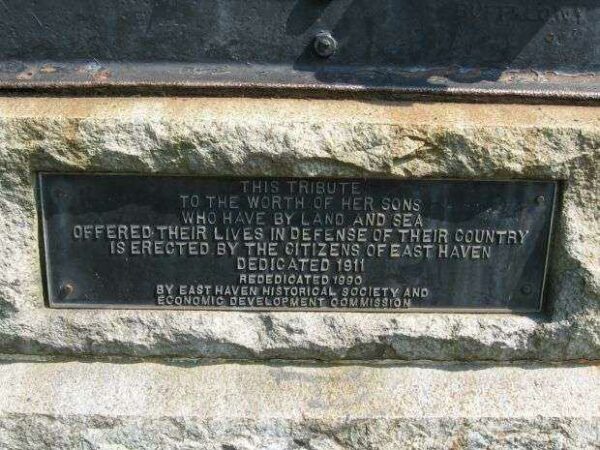 THIS TRIBUTE
TO THE WORTH OF HER SONS
WHO HAVE BY LAND AND SEA
OFFERED THEIR LIVES IN DEFENSE OF THEIR COUNTRY
IS ERECTED BY THE CITIZENS OF EAST HAVEN
DEDICATED 1911
REDEDICATED 1990
BY EAST HAVEN HISTORICAL SOCIETY AND
ECONOMIC DEVELOPMENT COMMISSION